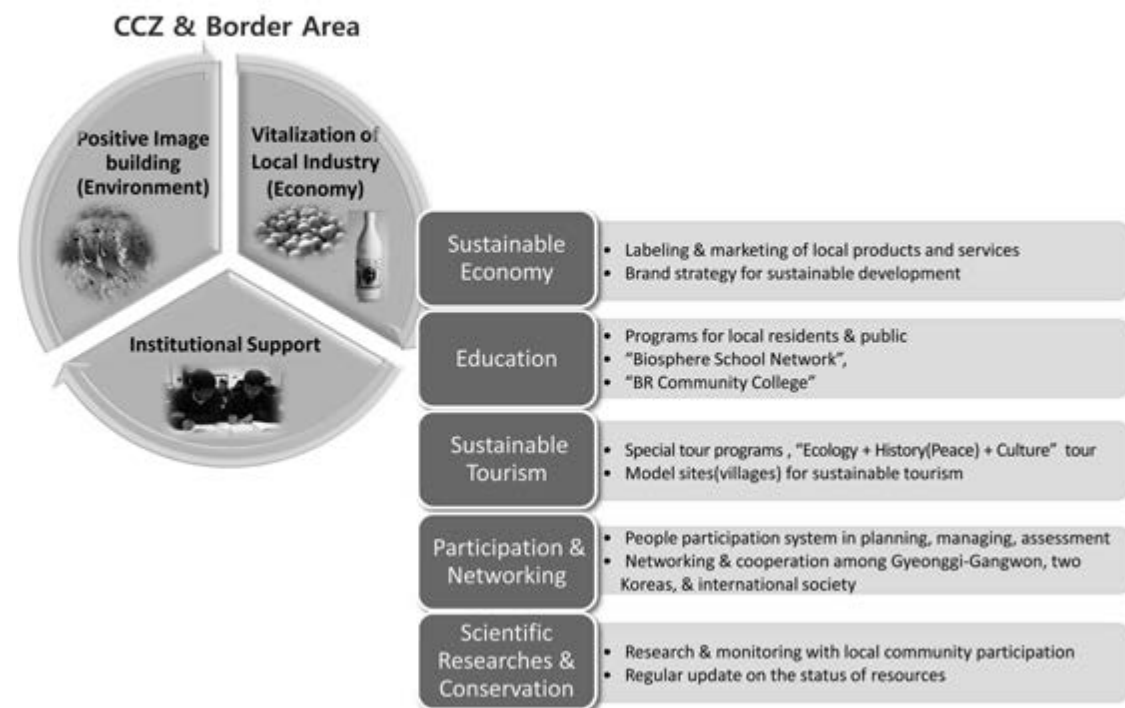 CCZ & Border Area
Positive Image
building
(Environment)
Vitalization of
Local Industry
(Economy)
Institutional Support
Sustainable
Economy
• Labeling & marketing of local products and services
• Brand strategy for sustainable development
Education
• Programs for local residents & public
• “Biosphere School Network”,
• “BR Community College”
Sustainable
Tourism
• Special tour programs , “Ecology + History(Peace) + Culture” tour
• Model sites(villages) for sustainable tourism
Participation &
Networking
• People participation system in planning, managing, assessment
• Networking & cooperation among Gyeonggi-Gangwon, two
Koreas, & international society
Scientific
Researches &
Conservation
• Research & monitoring with local community participation
• Regular update on the status of resources